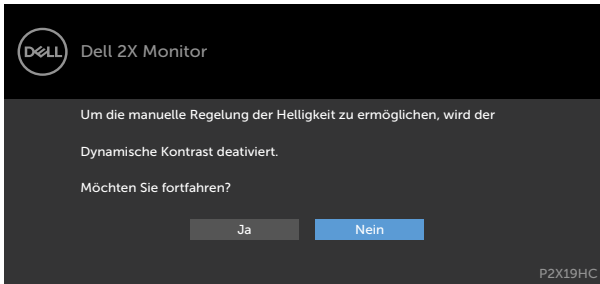 DELL
Dell 2X Monitor
Um die manuelle Regelung der Helligkeit zu ermöglichen, wird der
Dynamische Kontrast deativiert.
Möchten Sie fortfahren?
Ja Nein
P2X19HC